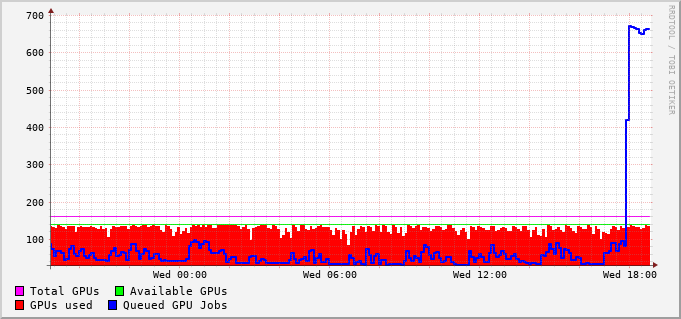 700
600
500
400
300
200
100
Wed 00:00 Wed 06:00 Wed 12:00 Wed 18:00
Total GPUs Available GPUs
GPUs used Queued GPU Jobs
RRDTOOL / TOBI OETIKER